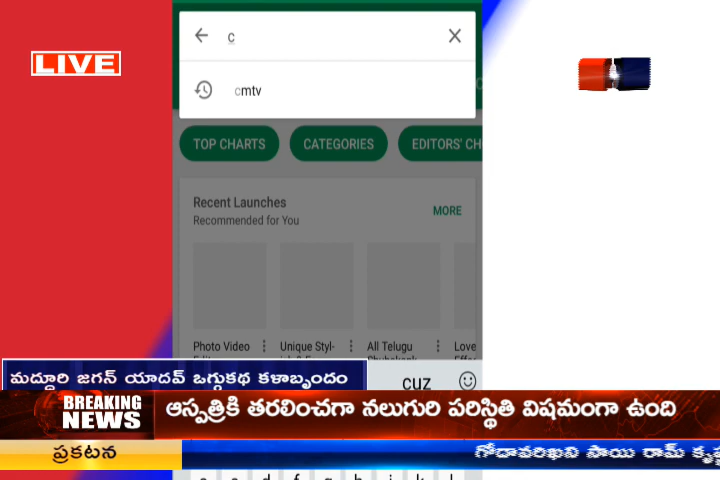 LIVE
c
cmtv
TOP CHARTS
CATEGORIES
EDITORS' CH
Recent Launches
Recommended for You
MORE
Photo Video
Unique Styl-
All Telugu
Love
మద్దూరి జగన్ యాదవ్ ఒగ్గుకథ కళాబృందం
cuz
BREAKING
NEWS
ఆస్పత్రికి తరలించగా నలుగురి పరిస్థితి విషమంగా ఉంది
ప్రకటన
గోదావరిఖని సాయి రామ్